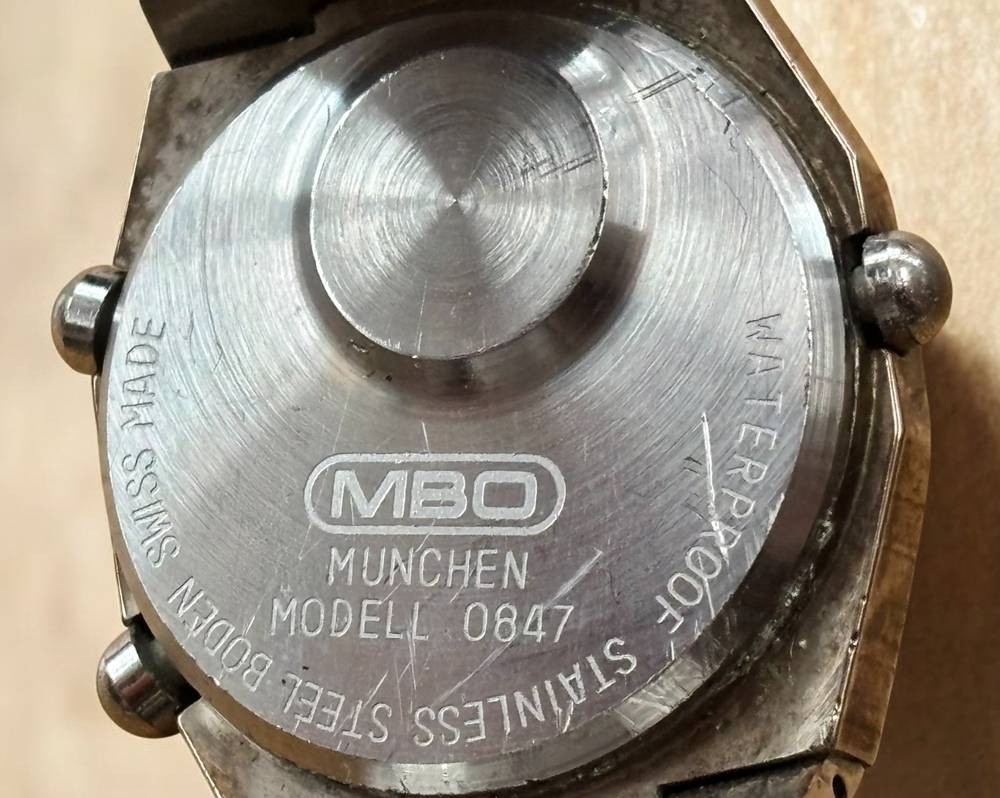 MBO
MUNCHEN
MODELL 0847
WATERPROOF STAINLESS STEEL BODEN SWISS MADE